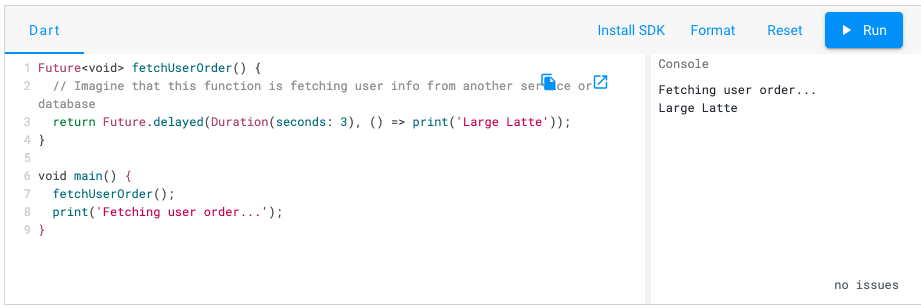 Dart
Install SDK
Format
Reset
Run
1 Future<void> fetchUserOrder() {
2 // Imagine that this function is fetching user info from another or
database
3 return Future.delayed(Duration(seconds: 3), () => print('Large Latte'));
4 }
5
6 void main() {
7 fetchUserOrder();
8 print('Fetching user order...');
9 }
Console
Fetching user order...
Large Latte
no issues